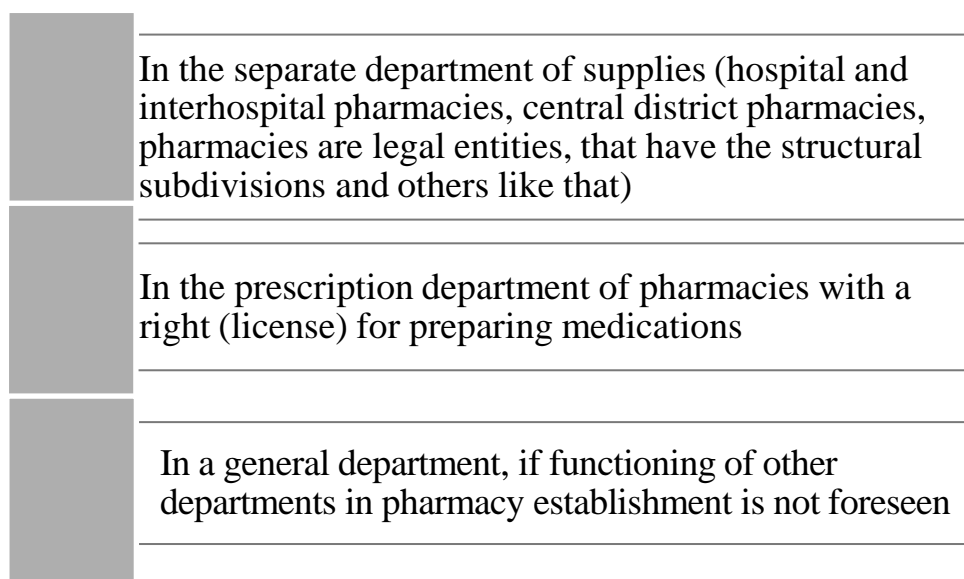 In the separate department of supplies (hospital and
interhospital pharmacies, central district pharmacies,
pharmacies are legal entities, that have the structural
subdivisions and others like that)
In the prescription department of pharmacies with a
right (license) for preparing medications
In a general department, if functioning of other
departments in pharmacy establishment is not foreseen